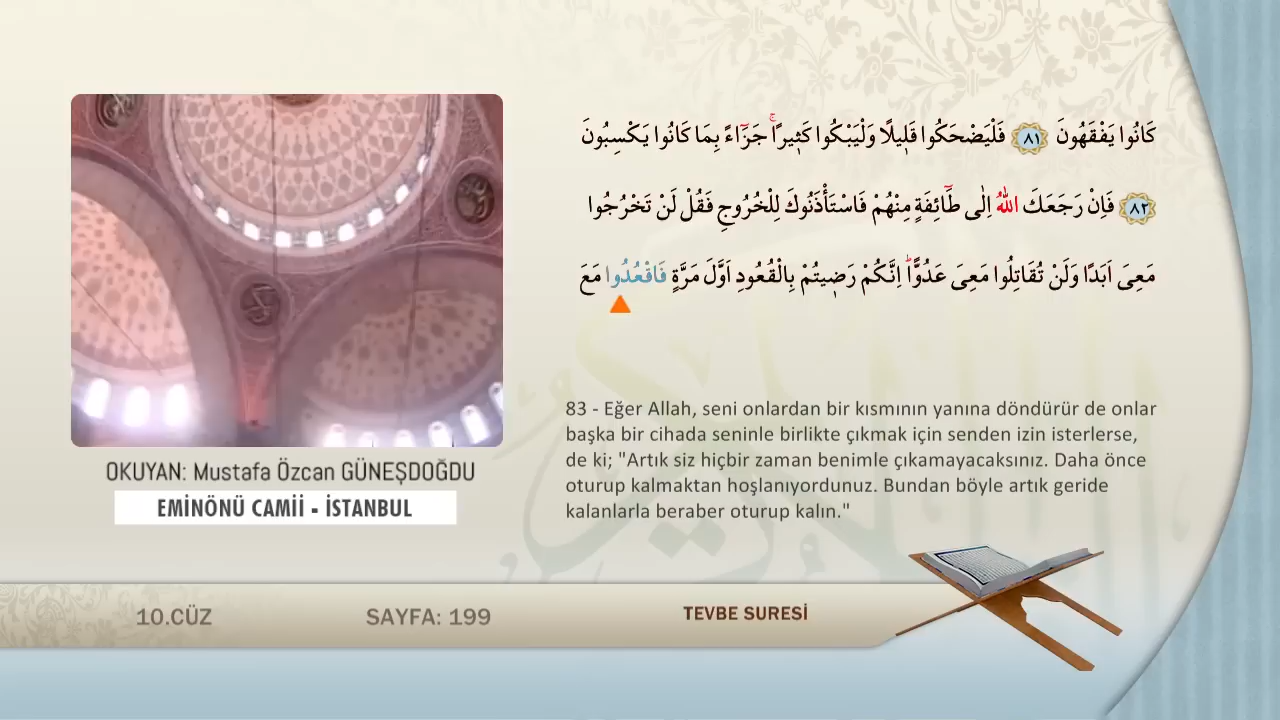 كَانُوا يَفْقَهُونَ ﴿٨١﴾ فَلْيَضْحَكُوا قَلِيلًا وَلْيَبْكُوا كَثِيرًاۚ جَزَٓاءً بِمَا كَانُوا يَكْسِبُونَ
﴿٨٢﴾ فَاِنْ رَجَعَكَ اللّٰهُ اِلٰى طَٓائِفَةٍ مِنْهُمْ فَاسْتَأْذَنُوكَ لِلْخُرُوجِ فَقُلْ لَنْ تَخْرُجُوا
مَعِىَ اَبَدًا وَلَنْ تُقَاتِلُوا مَعِىَ عَدُوًّاۜ اِنَّكُمْ رَضِيتُمْ بِالْقُعُودِ اَوَّلَ مَرَّةٍ فَاقْعُدُوا مَعَ
83 - Eğer Allah, seni onlardan bir kısmının yanına döndürür de onlar
başka bir cihada seninle birlikte çıkmak için senden izin isterlerse,
de ki; "Artık siz hiçbir zaman benimle çıkamayacaksınız. Daha önce
oturup kalmaktan hoşlanıyordunuz. Bundan böyle artık geride
kalanlarla beraber oturup kalın."
OKUYAN: Mustafa Özcan GÜNEŞDOĞDU
EMİNÖNÜ CAMİİ - İSTANBUL
10.CÜZ
SAYFA: 199
TEVBE SURESİ